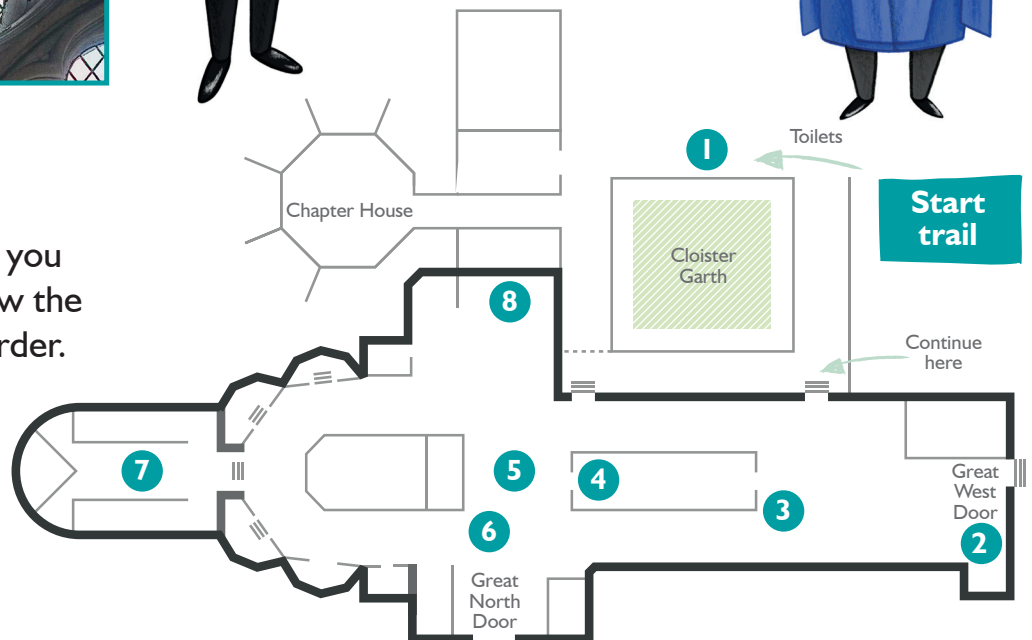 1
Toilets
Start
trail
Chapter House
you
w the
rder.
Cloister
Garth
8
Continue
here
7
5
4
3
6
Great
West
Door
2
Great
North
Door